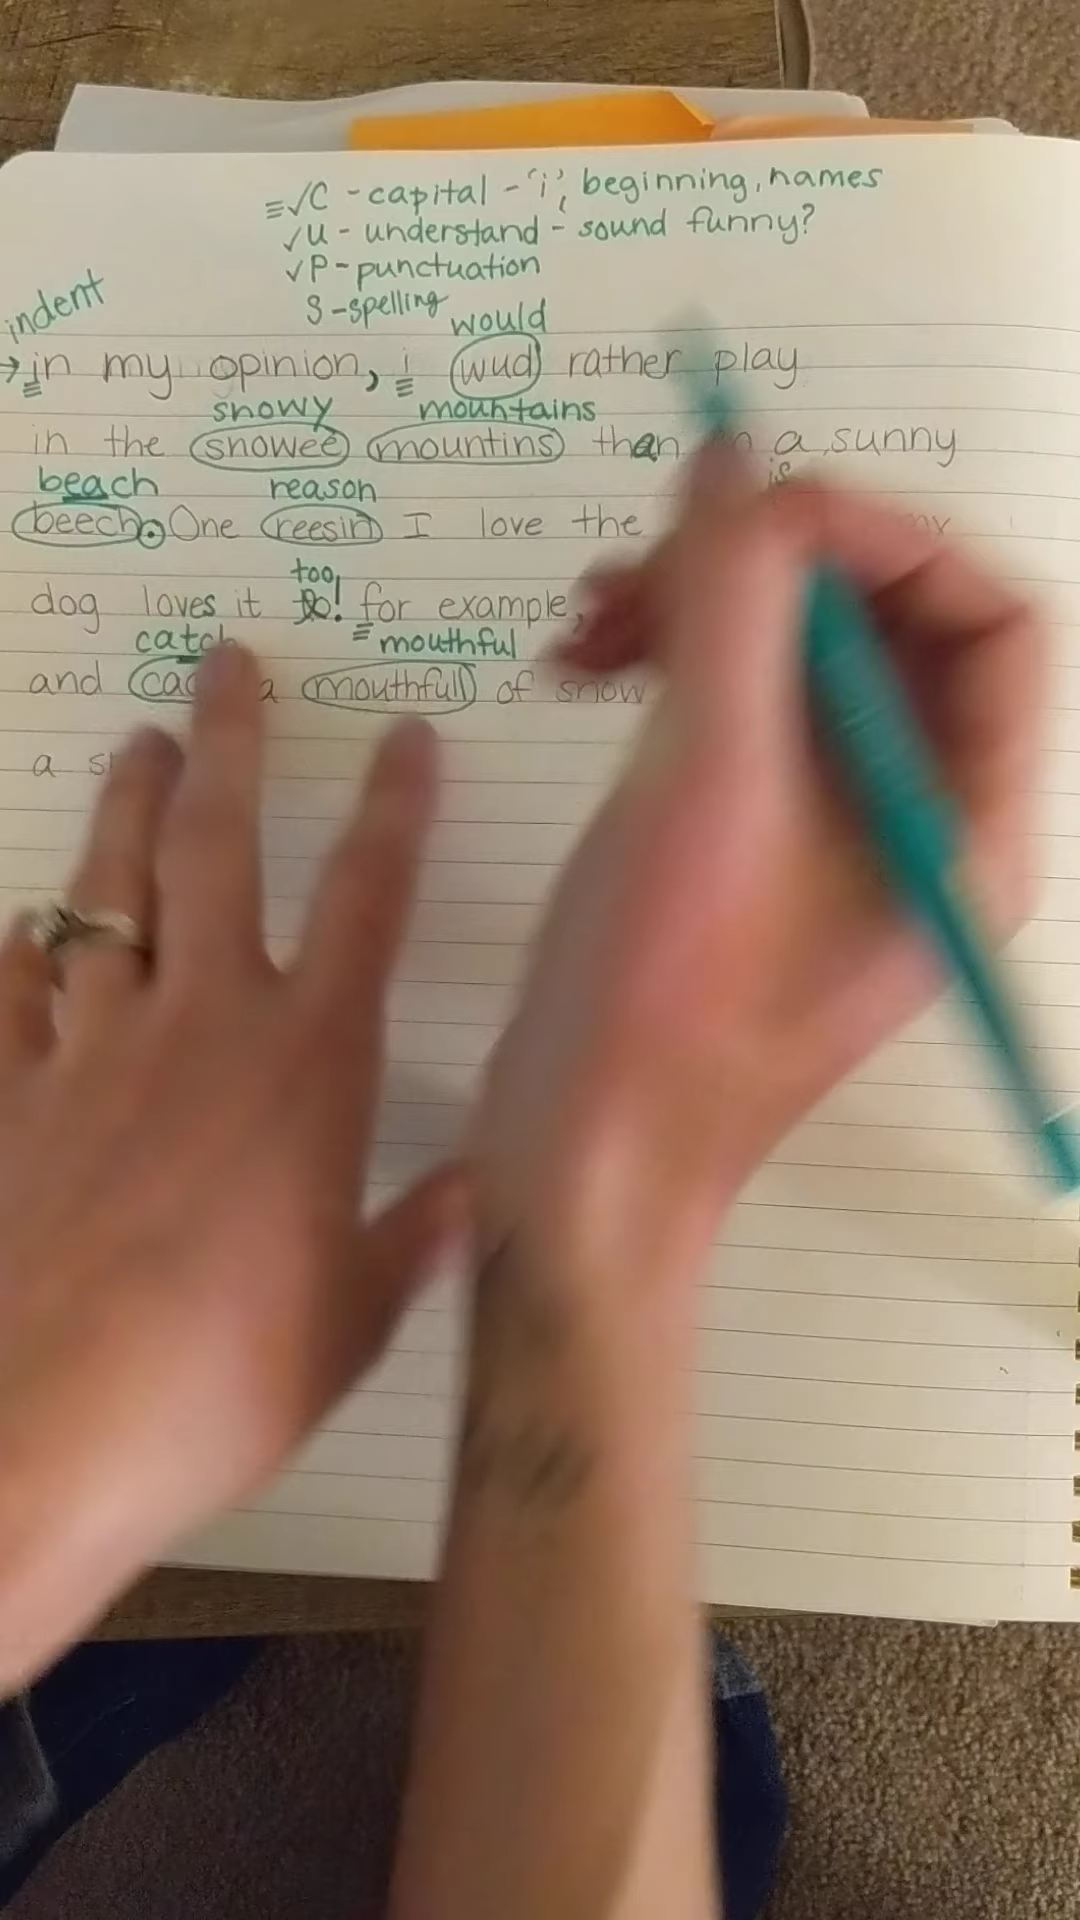 ≡✓C - capital - 'i', beginning, names
✓U - understand - sound funny?
✓P - punctuation
S - spelling
indent
would
→ in my opinion, i wud rather play
snowy mountains
in the snowee mountins than a sunny
beach reason is
beech. One reesin I love the my
too,
dog loves it to! for example,
catch mouthful
and a mouthfull of snow
a